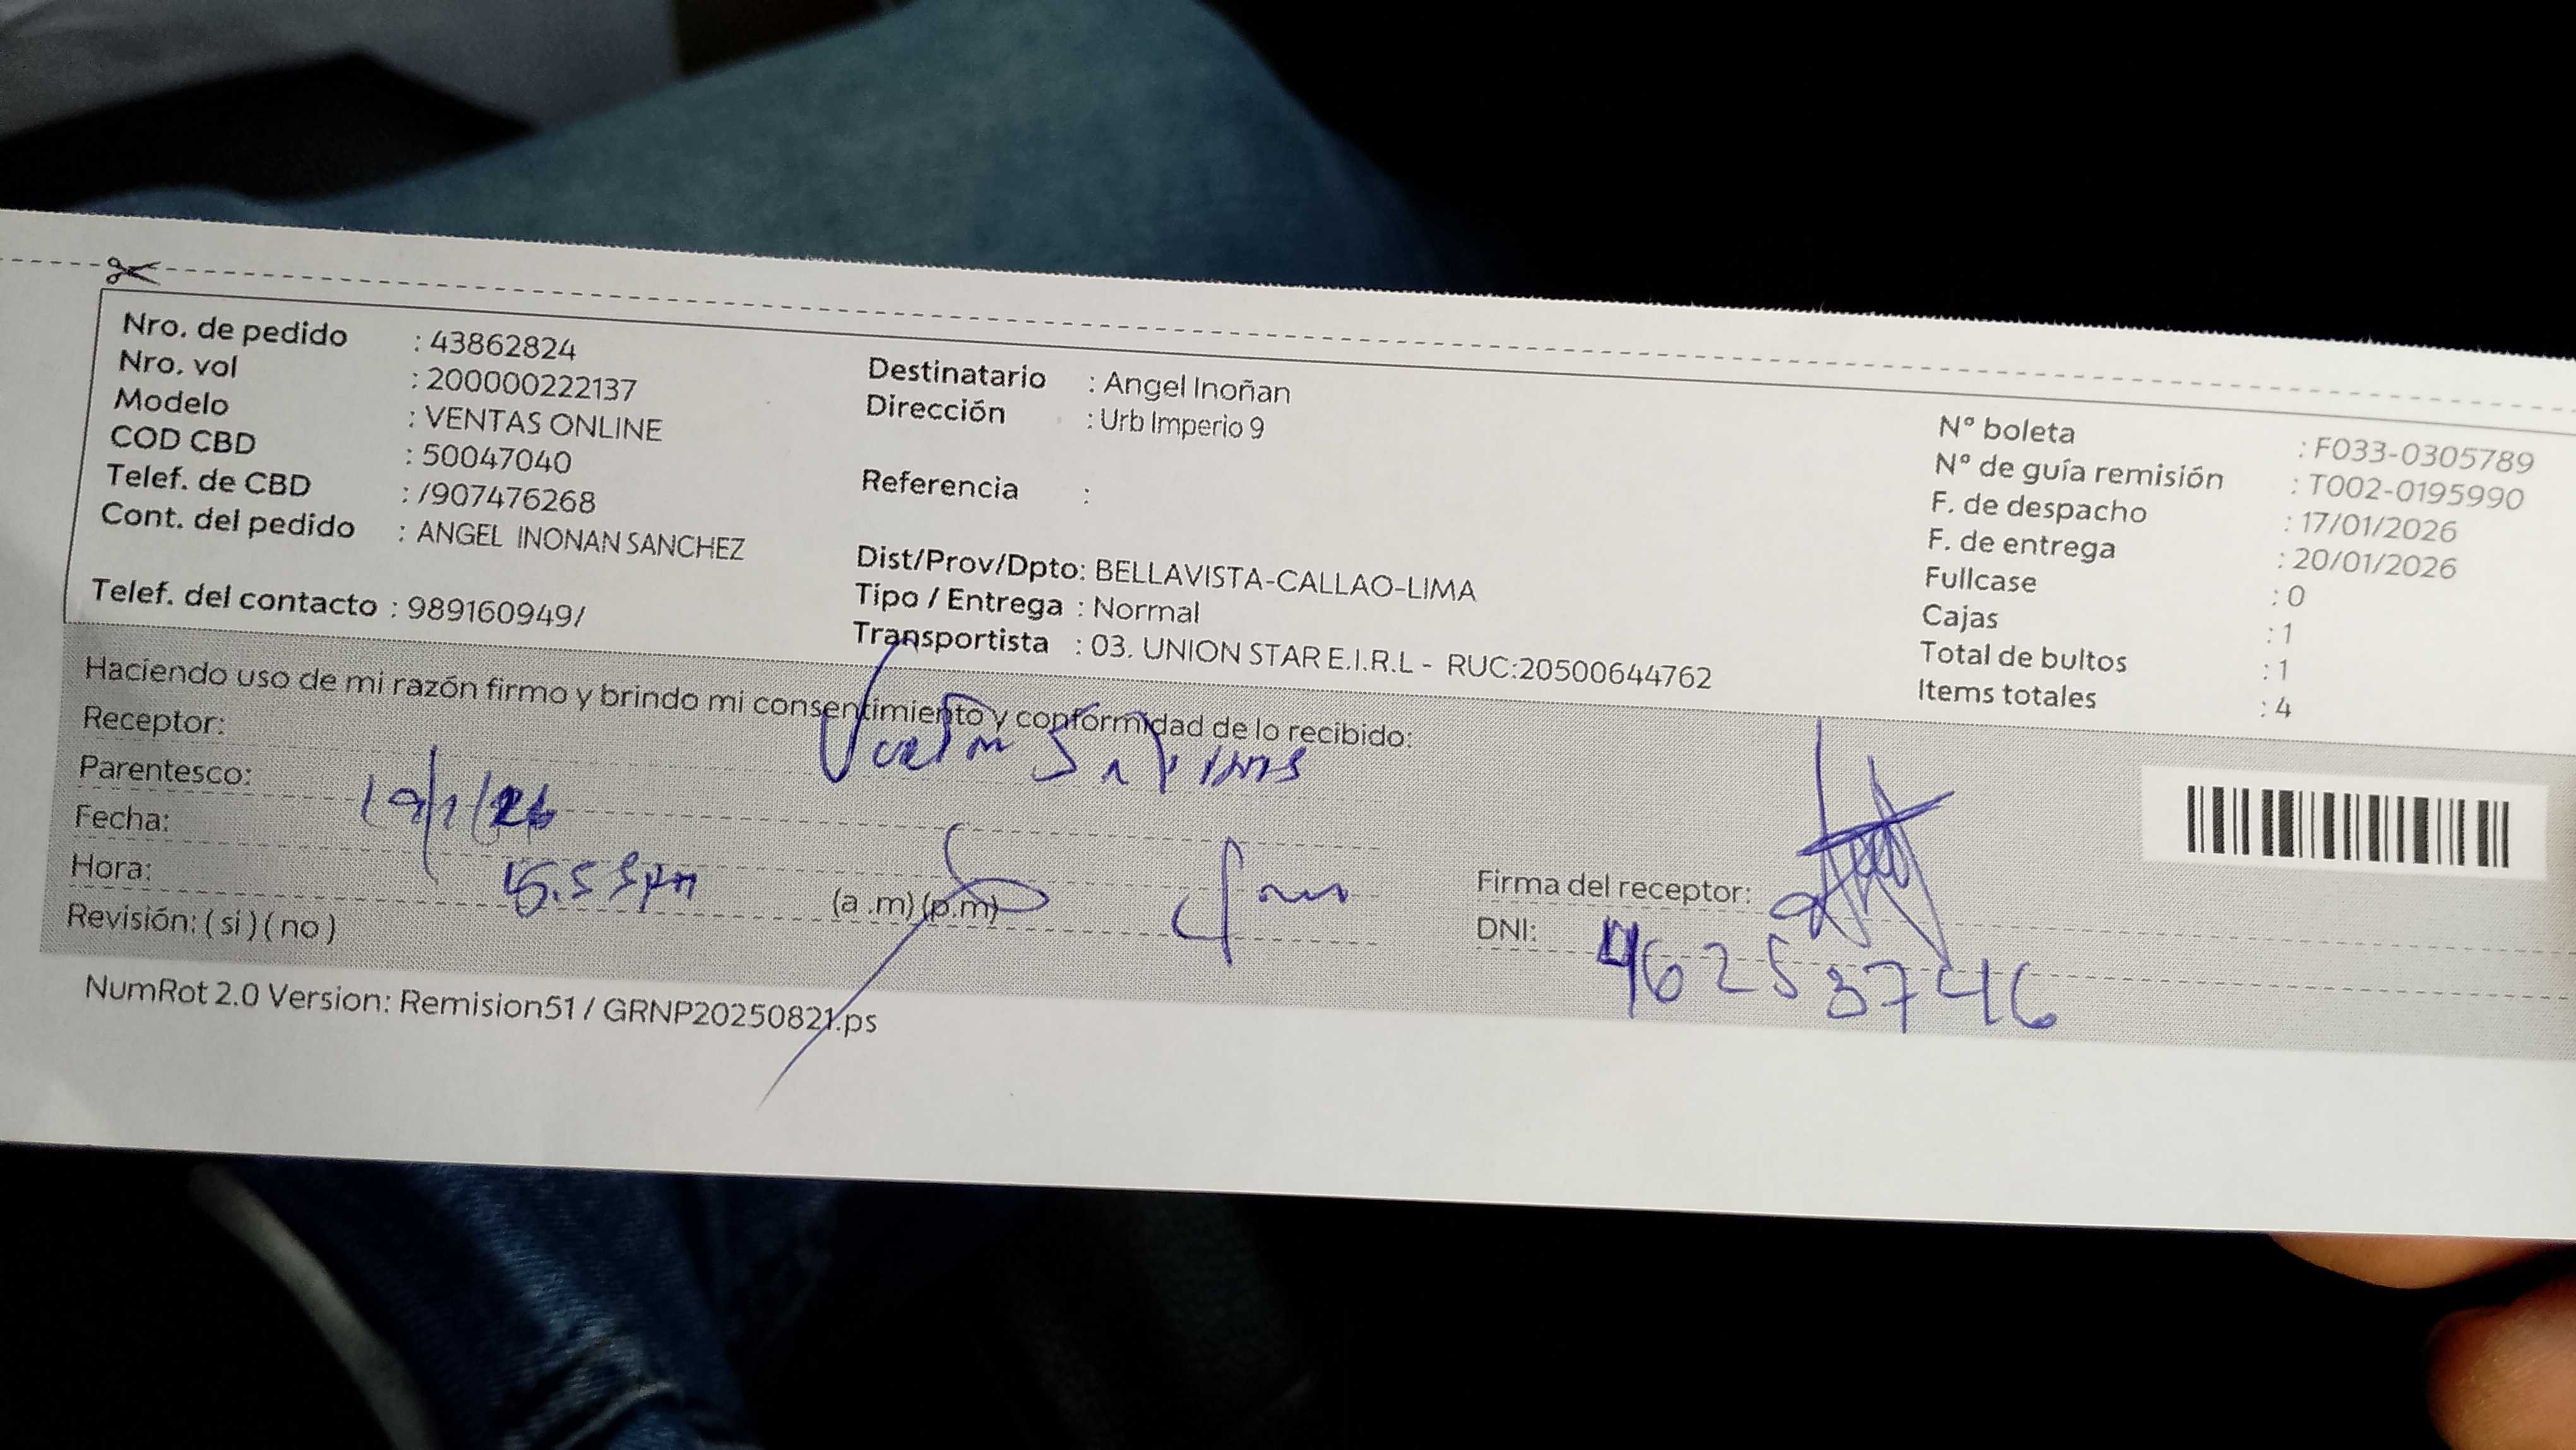 Nro. de pedido : 43862824
Nro. vol : 200000222137
Modelo : VENTAS ONLINE
COD CBD : 50047040
Telef. de CBD : /907476268
Cont. del pedido : ANGEL INONAN SANCHEZ
Telef. del contacto : 989160949/
Destinatario : Angel Inoñan
Dirección : Urb Imperio 9
Referencia :
Dist/Prov/Dpto: BELLAVISTA-CALLAO-LIMA
Tipo / Entrega : Normal
Transportista : 03. UNION STAR E.I.R.L - RUC:20500644762
N° boleta : F033-0305789
N° de guía remisión : T002-0195990
F. de despacho : 17/01/2026
F. de entrega : 20/01/2026
Fullcase : 0
Cajas : 1
Total de bultos : 1
Items totales : 4
Haciendo uso de mi razón firmo y brindo mi consentimiento y conformidad de lo recibido:
Receptor:
Parentesco:
Fecha: 19/1/26
Hora: (a .m) (p.m)
Revisión: ( si ) ( no )
Firma del receptor:
DNI: 46253746
NumRot 2.0 Version: Remision51 / GRNP20250821.ps